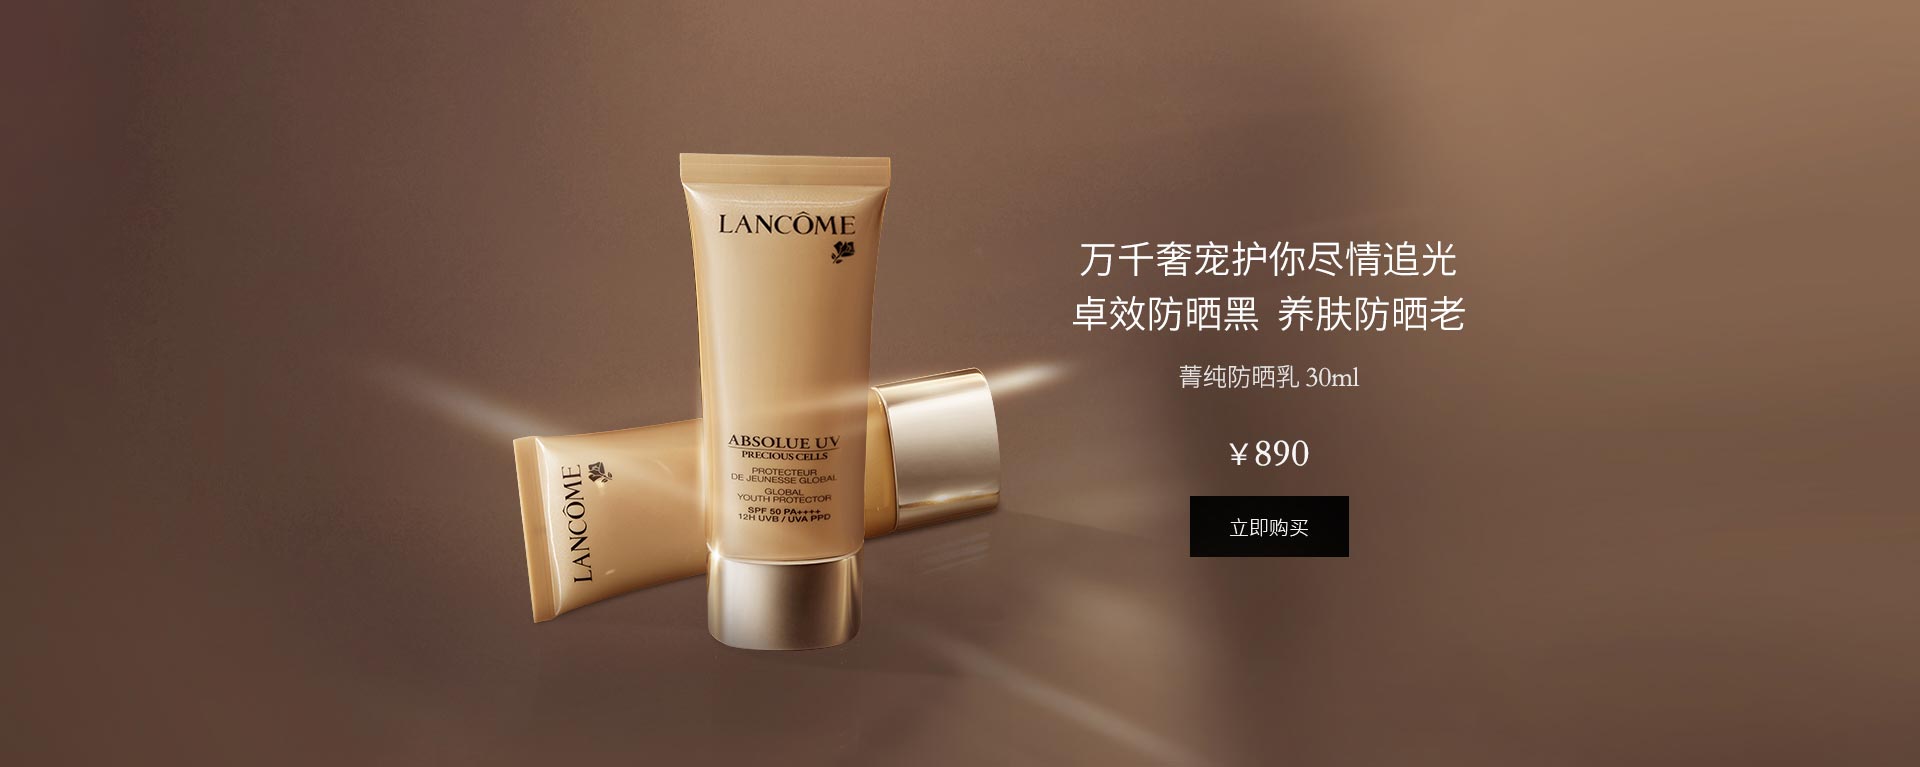 LANCÔME
ABSOLUE UV
PRECIOUS CELLS
PROTECTEUR
DE JEUNESSE GLOBAL
GLOBAL
YOUTH PROTECTOR
SPF 50 PA++++
12H UVB / UVA PPD
LANCÔME
万千奢宠护你尽情追光
卓效防晒黑 养肤防晒老
菁纯防晒乳 30ml
￥890
立即购买